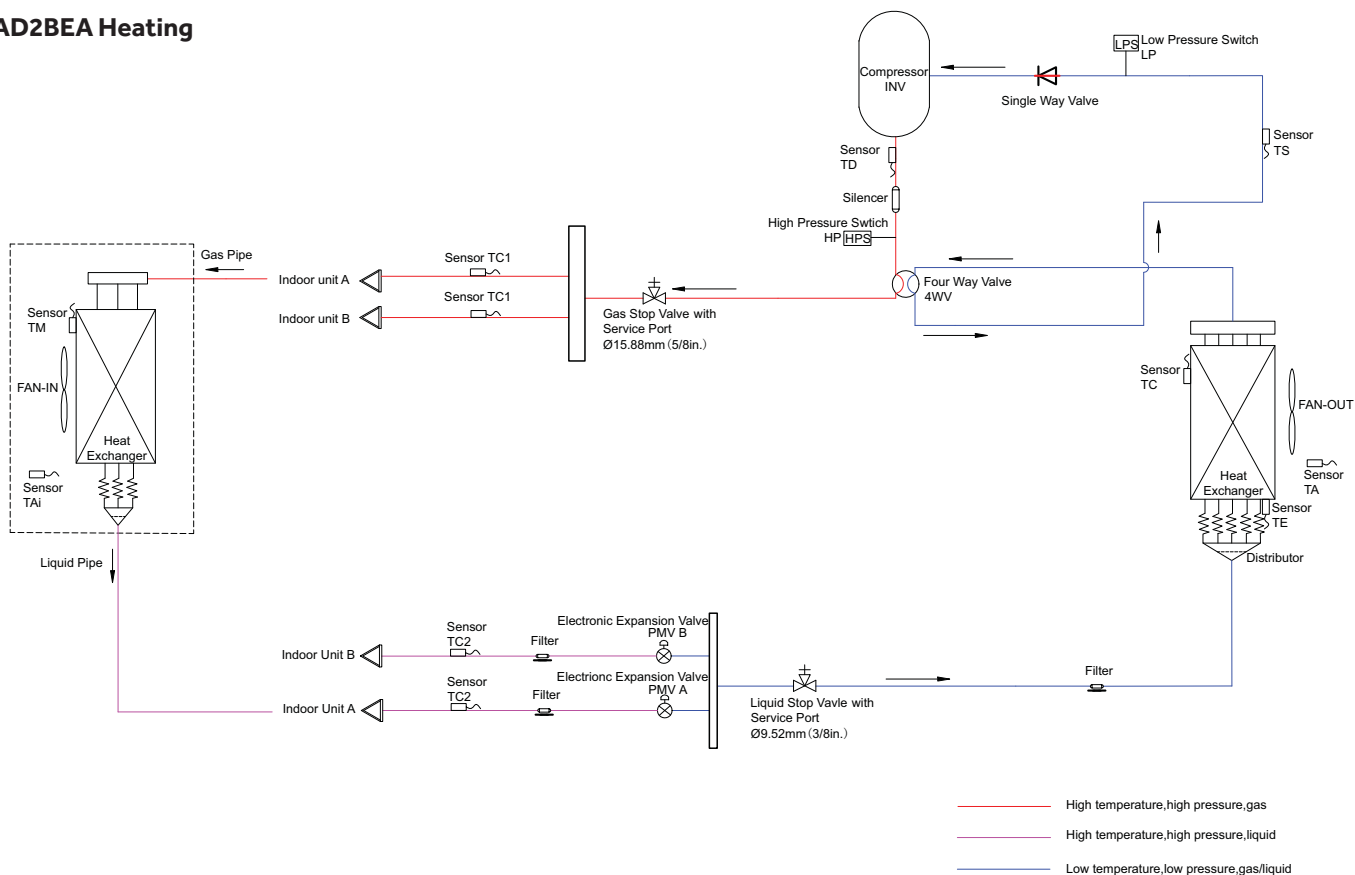 AD2BEA Heating
LPS
Low Pressure Switch
LP
Compressor
INV
Single Way Valve
Sensor
TS
Sensor
TD
Silencer
High Pressure Swtich
HP
HPS
Four Way Valve
4WV
Gas Pipe
Indoor unit A
Sensor TC1
Indoor unit B
Sensor TC1
Gas Stop Valve with
Service Port
Ø15.88mm(5/8in.)
Sensor
TM
FAN-IN
Heat
Exchanger
Sensor
TAi
Liquid Pipe
Sensor
TC
FAN-OUT
Heat
Exchanger
Sensor
TA
Sensor
TE
Distributor
Indoor Unit B
Sensor
TC2
Filter
Electronic Expansion Valve
PMV B
Indoor Unit A
Sensor
TC2
Filter
Electrionc Expansion Valve
PMV A
Liquid Stop Vavle with
Service Port
Ø9.52mm(3/8in.)
Filter
High temperature,high pressure,gas
High temperature,high pressure,liquid
Low temperature,low pressure,gas/liquid